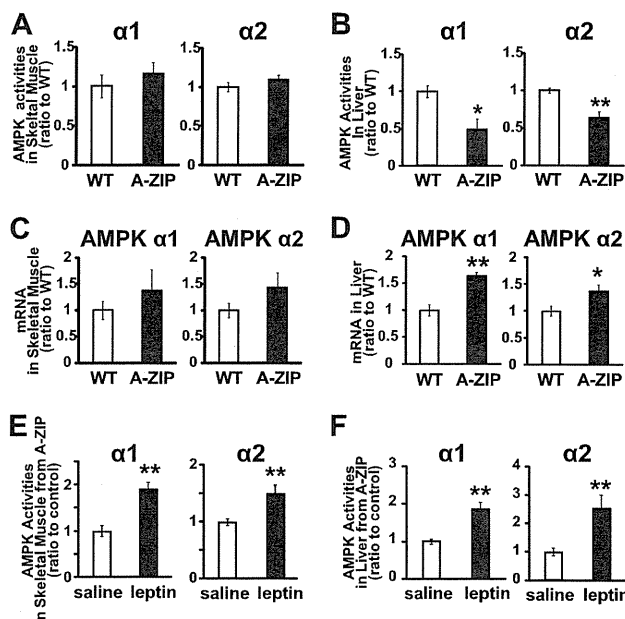 A
α1
α2
AMPK activities
in Skeltal Muscle
(ratio to WT)
1.5
1
0.5
0
WT A-ZIP
1.5
1
0.5
0
WT A-ZIP
B
α1
α2
AMPK Activities
In Liver
(ratio to WT)
1.5
1
0.5
0
*
WT A-ZIP
1.5
1
0.5
0
**
WT A-ZIP
C
AMPK α1
AMPK α2
mRNA
in Skeletal Muscle
(ratio to WT)
2
1.5
1
0.5
0
WT A-ZIP
2
1.5
1
0.5
0
WT A-ZIP
D
AMPK α1
AMPK α2
mRNA in Liver
(ratio to WT)
2
1.5
1
0.5
0
**
WT A-ZIP
2
1.5
1
0.5
0
*
WT A-ZIP
E
α1
α2
AMPK Activities
in Skeletal Muscle from A-ZIP
(ratio to control)
2
1
0
**
saline leptin
2
1.5
1
0.5
0
**
saline leptin
F
α1
α2
AMPK Activities
in Liver from A-ZIP
(ratio to control)
3
2
1
0
**
saline leptin
4
3
2
1
0
**
saline leptin